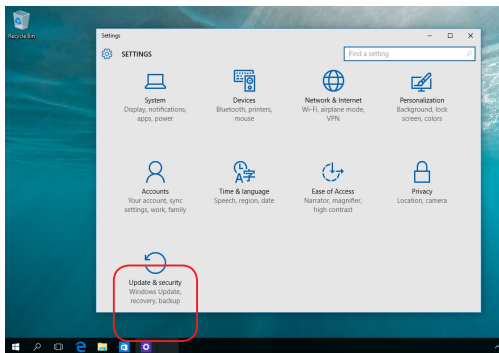 Recycle Bin
Settings
SETTINGS
Find a setting
System
Display, notifications,
apps, power
Devices
Bluetooth, printers,
mouse
Network & Internet
Wi-Fi, airplane mode,
VPN
Personalization
Background, lock
screen, colors
Accounts
Your account, sync
settings, work, family
Time & language
Speech, region, date
Ease of Access
Narrator, magnifier,
high contrast
Privacy
Location, camera
Update & security
Windows Update,
recovery, backup